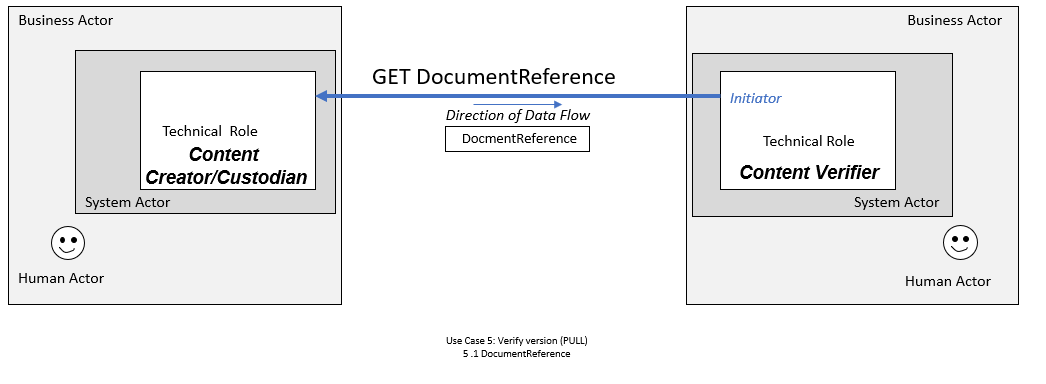 Business Actor
Technical Role
Content
Creator/Custodian
System Actor
Human Actor
GET DocumentReference
Direction of Data Flow
DocmentReference
Business Actor
Initiator
Technical Role
Content Verifier
System Actor
Human Actor
Use Case 5: Verify version (PULL)
5 .1 DocumentReference